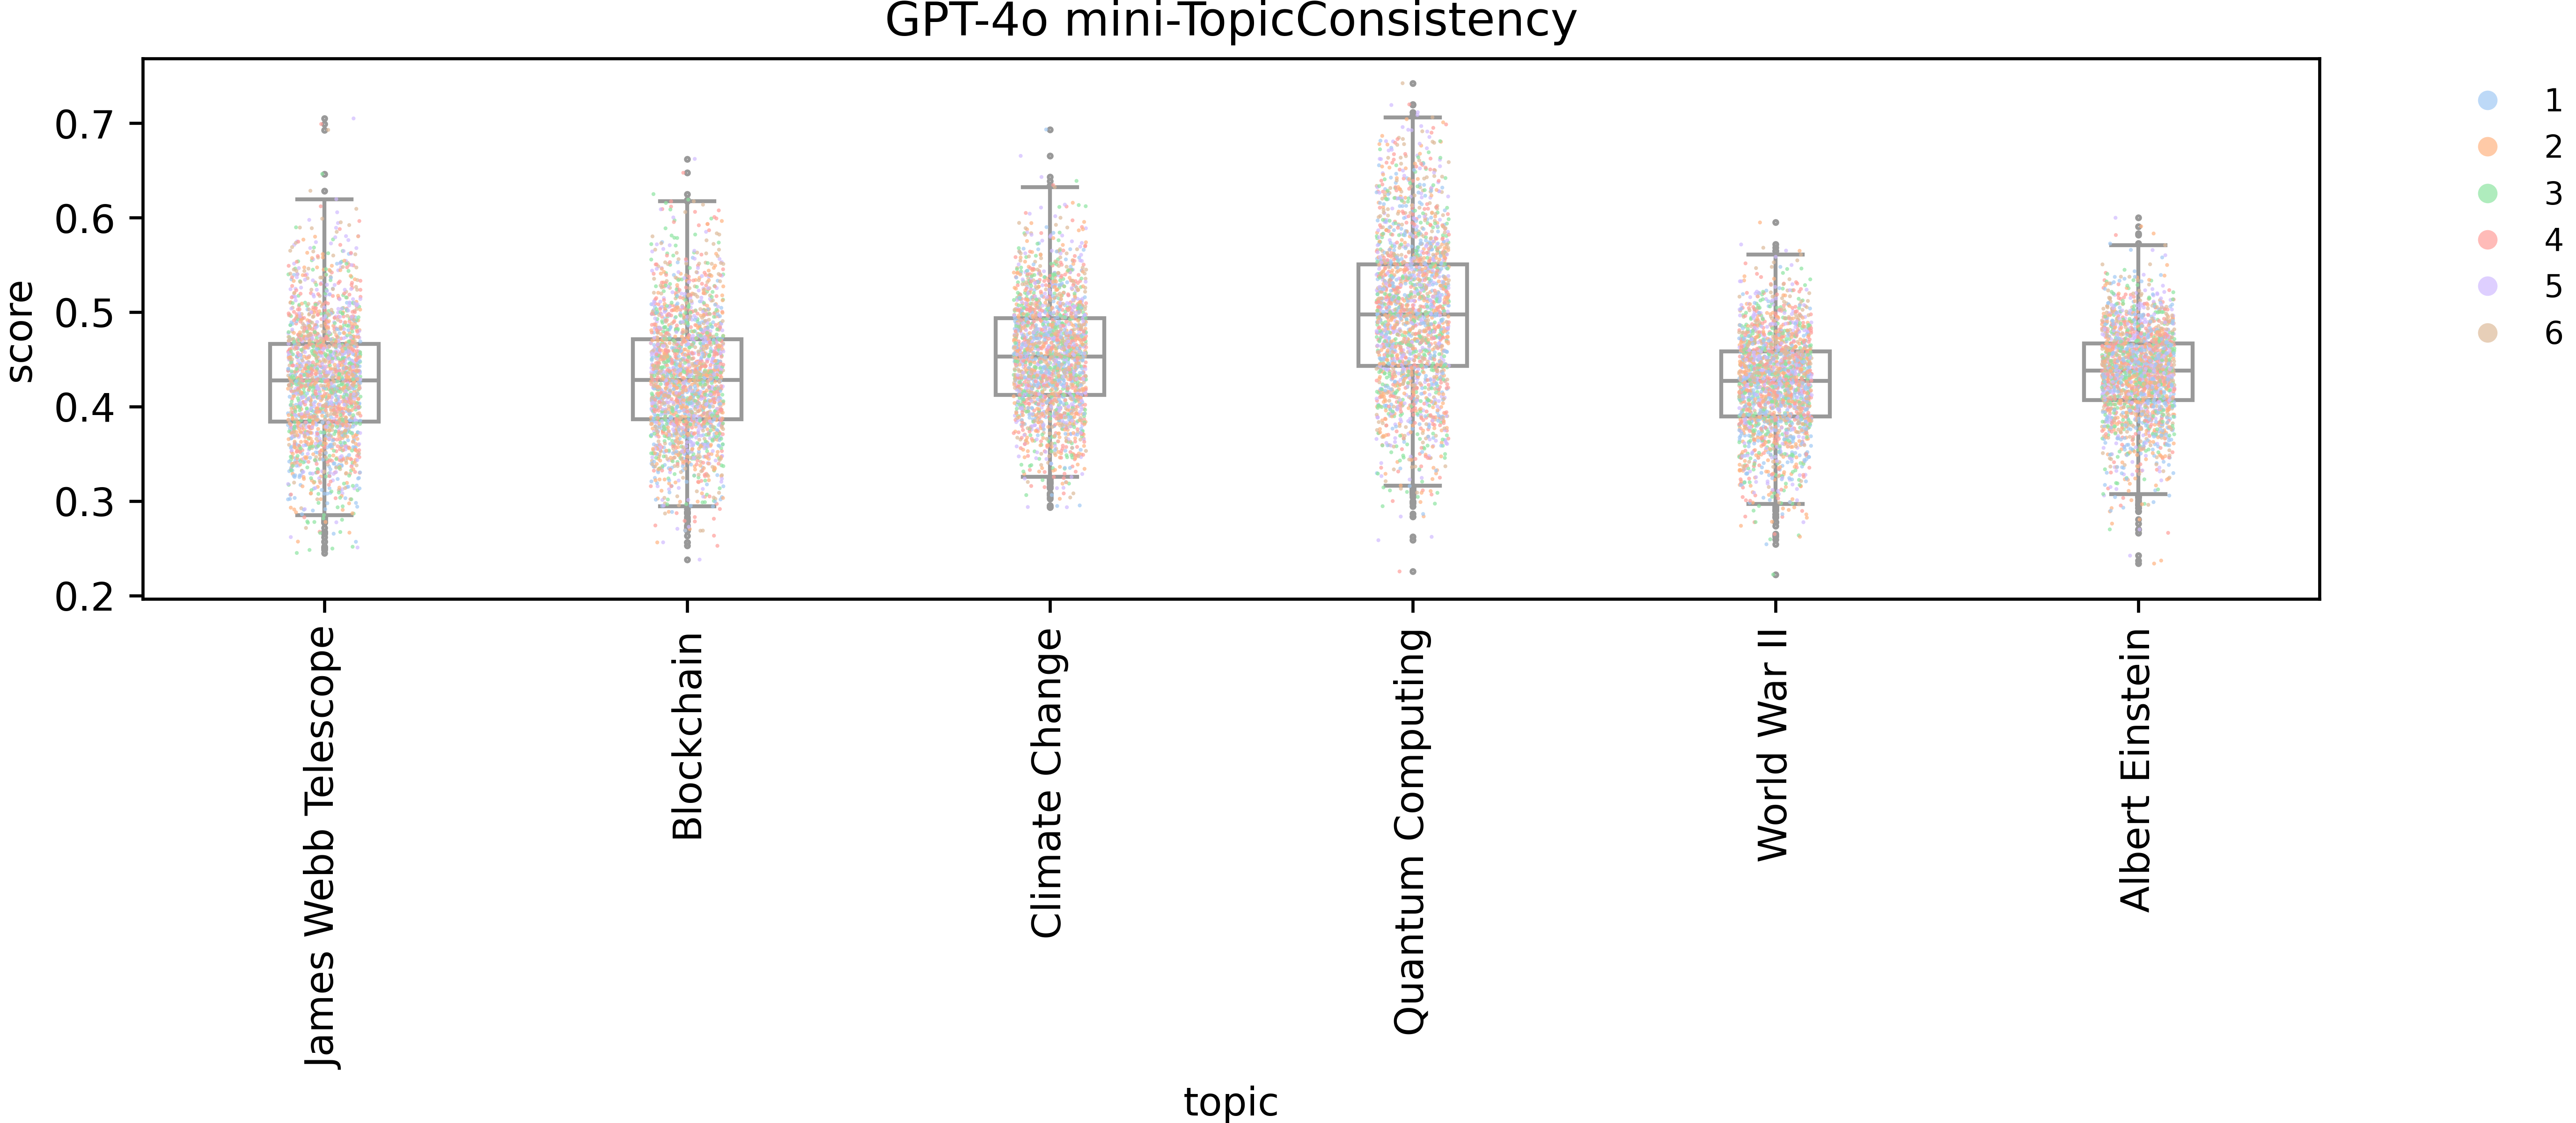 GPT-4o mini-TopicConsistency
score
0.7
0.6
0.5
0.4
0.3
0.2
James Webb Telescope
Blockchain
Climate Change
Quantum Computing
World War II
Albert Einstein
topic
1
2
3
4
5
6